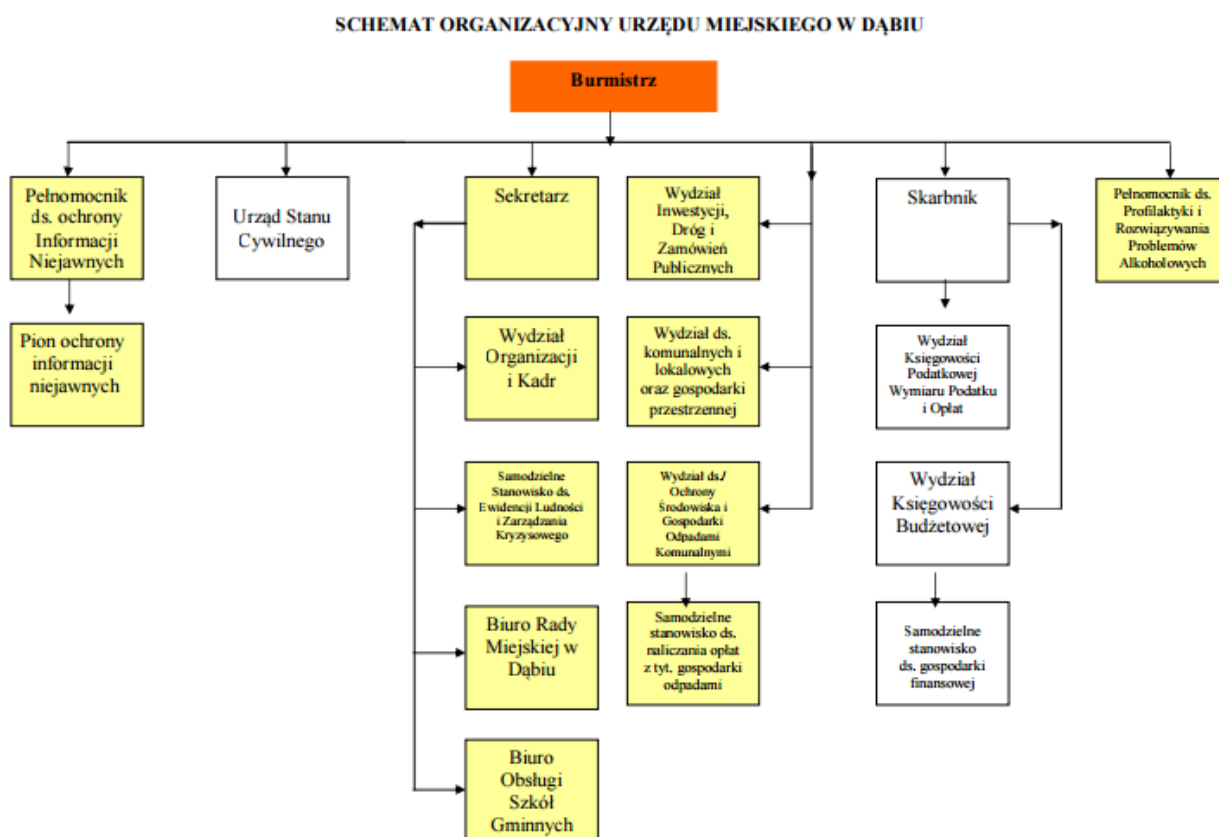 SCHEMAT ORGANIZACYJNY URZĘDU MIEJSKIEGO W DĄBIU
Burmistrz
Pełnomocnik
ds. ochrony
Informacji
Niejawnych
Urząd Stanu
Cywilnego
Sekretarz
Wydział
Inwestycji,
Dróg i
Zamówień
Publicznych
Skarbnik
Pełnomocnik ds.
Profilaktyki i
Rozwiązywania
Problemów
Alkoholowych
Pion ochrony
informacji
niejawnych
Wydział
Organizacji
i Kadr
Wydział ds.
komunalnych i
lokalowych
oraz gospodarki
przestrzennej
Wydział
Księgowości
Podatkowej
Wymiaru Podatku
i Opłat
Samodzielne
Stanowisko ds.
Ewidencji Ludności
i Zarządzania
Kryzysowego
Wydział ds./
Ochrony
Środowiska i
Gospodarki
Odpadami
Komunalnymi
Wydział
Księgowości
Budżetowej
Biuro Rady
Miejskiej w
Dąbiu
Samodzielne
stanowisko ds.
naliczania opłat
z tyt. gospodarki
odpadami
Samodzielne
stanowisko
ds. gospodarki
finansowej
Biuro
Obsługi
Szkół
Gminnych